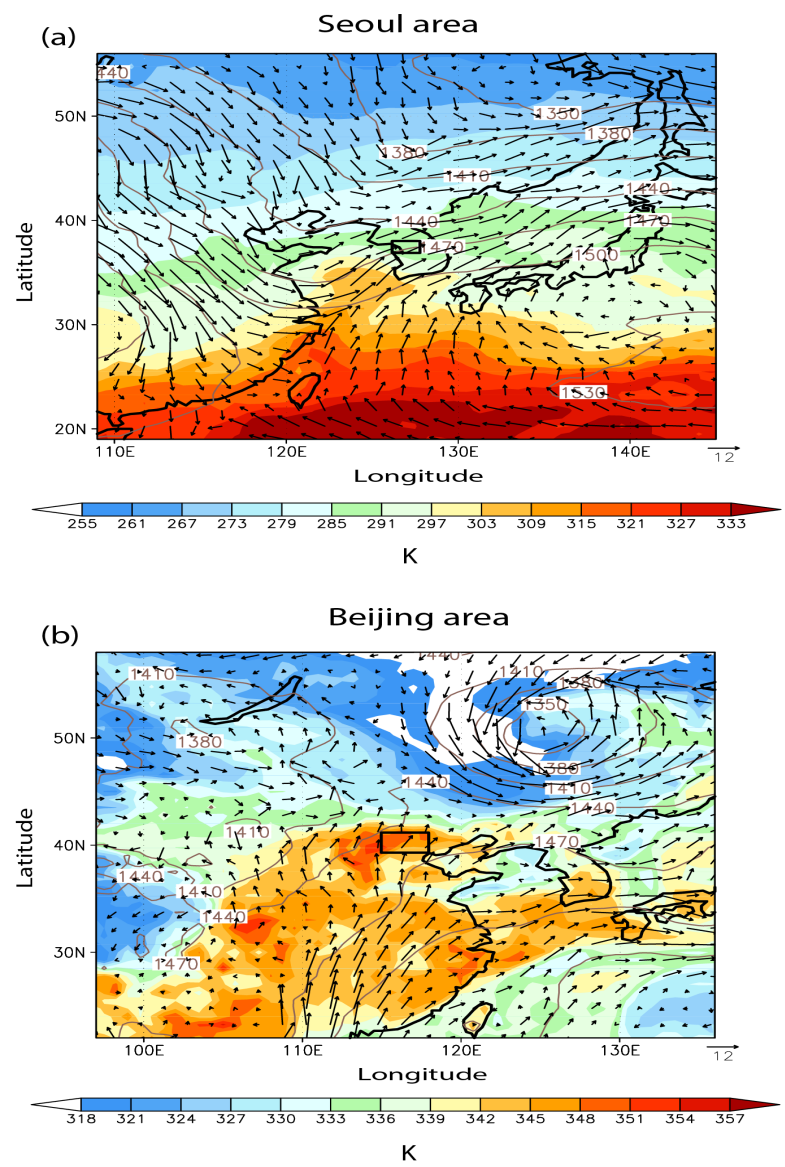 Seoul area
(a)
440
1350
1380
1380
1410
1440
1440
1470
1470
1500
1530
50N
40N
30N
20N
Latitude
110E 120E 130E 140E
12
Longitude
255 261 267 273 279 285 291 297 303 309 315 321 327 333
K
Beijing area
(b)
1440
1410
1410
1380
1350
1380
1380
1440
1410
1440
1410
1470
1440
1410
1440
1470
50N
40N
30N
Latitude
100E 110E 120E 130E
12
Longitude
318 321 324 327 330 333 336 339 342 345 348 351 354 357
K